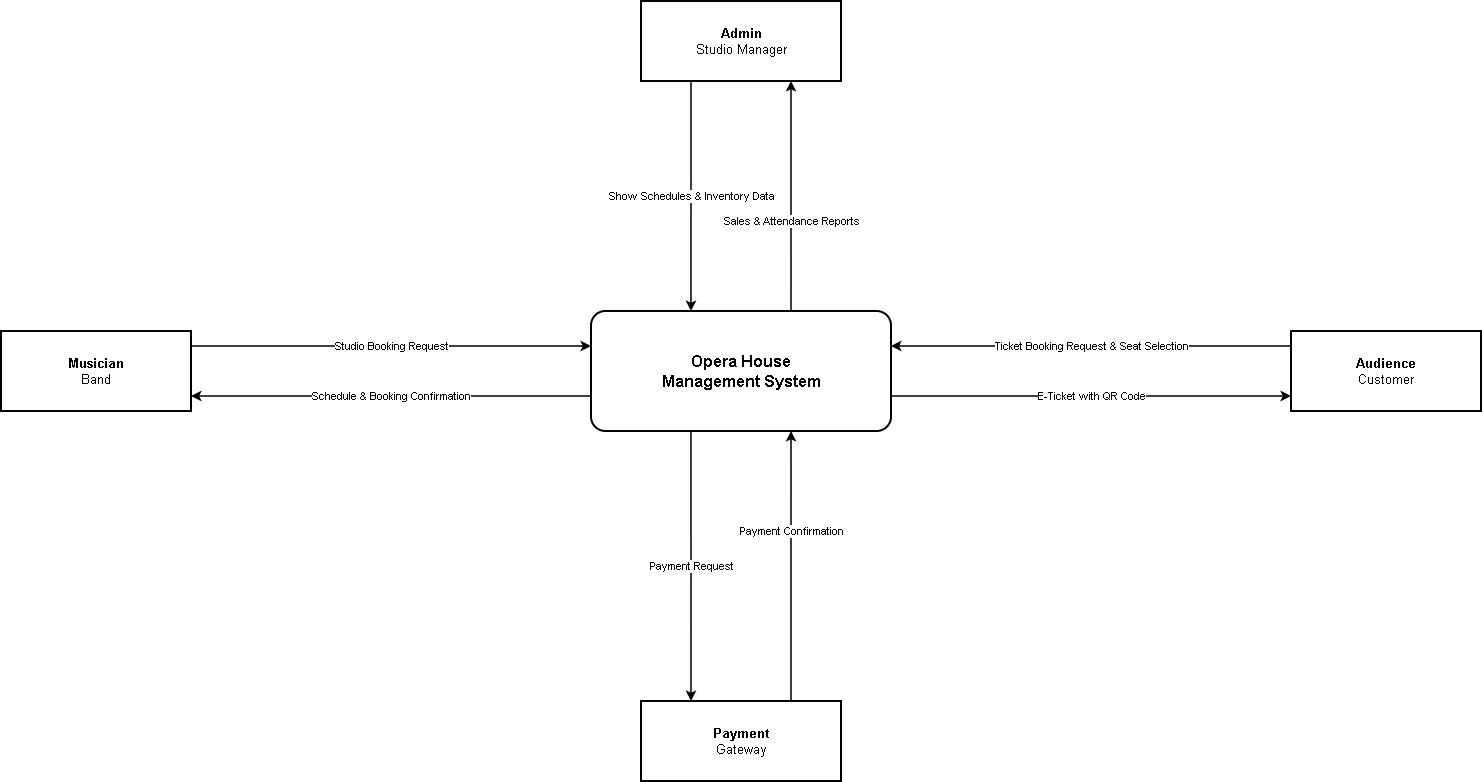 Admin
Studio Manager
Show Schedules & Inventory Data
Sales & Attendance Reports
Musician
Band
Studio Booking Request
Schedule & Booking Confirmation
Opera House
Management System
Ticket Booking Request & Seat Selection
E-Ticket with QR Code
Audience
Customer
Payment Confirmation
Payment Request
Payment
Gateway